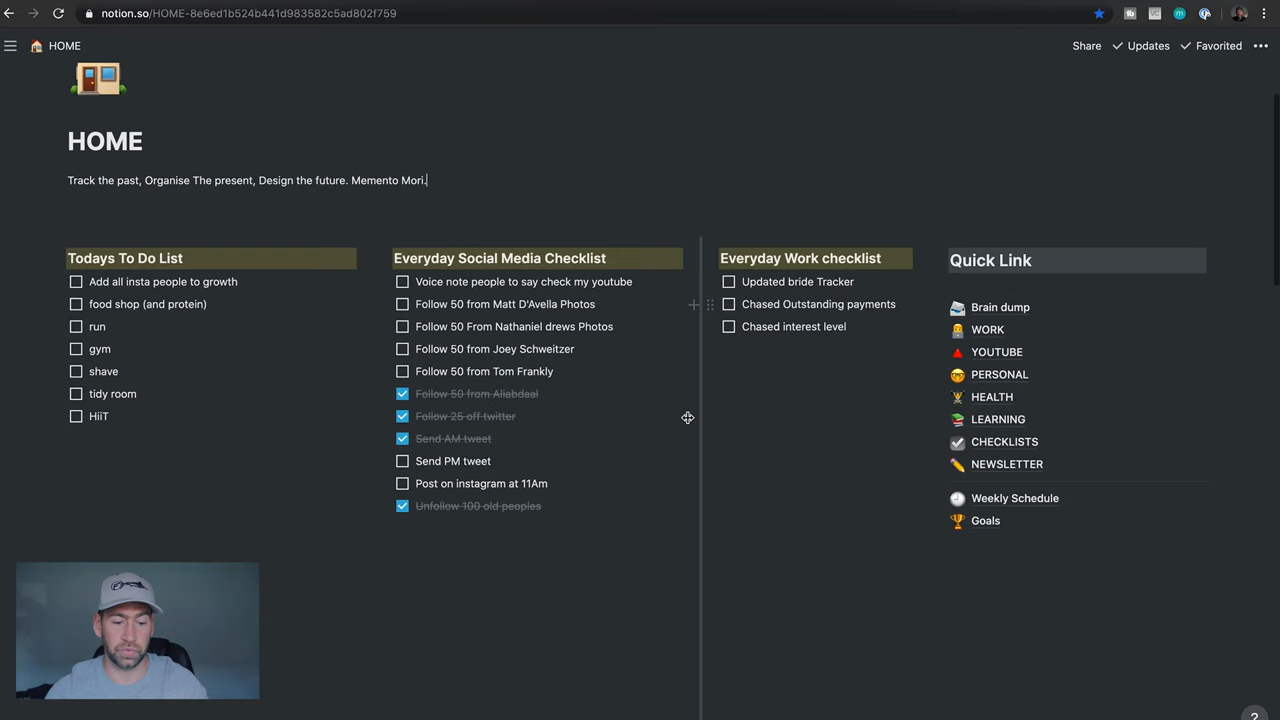 notion.so/HOME-8e6ed1b524b441d983582c5ad802f759
HOME
Share
Updates
Favorited
HOME
Track the past, Organise The present, Design the future. Memento Mori.
Todays To Do List
Add all insta people to growth
food shop (and protein)
run
gym
shave
tidy room
HiiT
Everyday Social Media Checklist
Voice note people to say check my youtube
Follow 50 from Matt D'Avella Photos
Follow 50 From Nathaniel drews Photos
Follow 50 from Joey Schweitzer
Follow 50 from Tom Frankly
Follow 50 from Aliabdaal
Follow 25 off twitter
Send AM tweet
Send PM tweet
Post on instagram at 11Am
Unfollow 100 old peoples
Everyday Work checklist
Updated bride Tracker
Chased Outstanding payments
Chased interest level
Quick Link
Brain dump
WORK
YOUTUBE
PERSONAL
HEALTH
LEARNING
CHECKLISTS
NEWSLETTER
Weekly Schedule
Goals
?